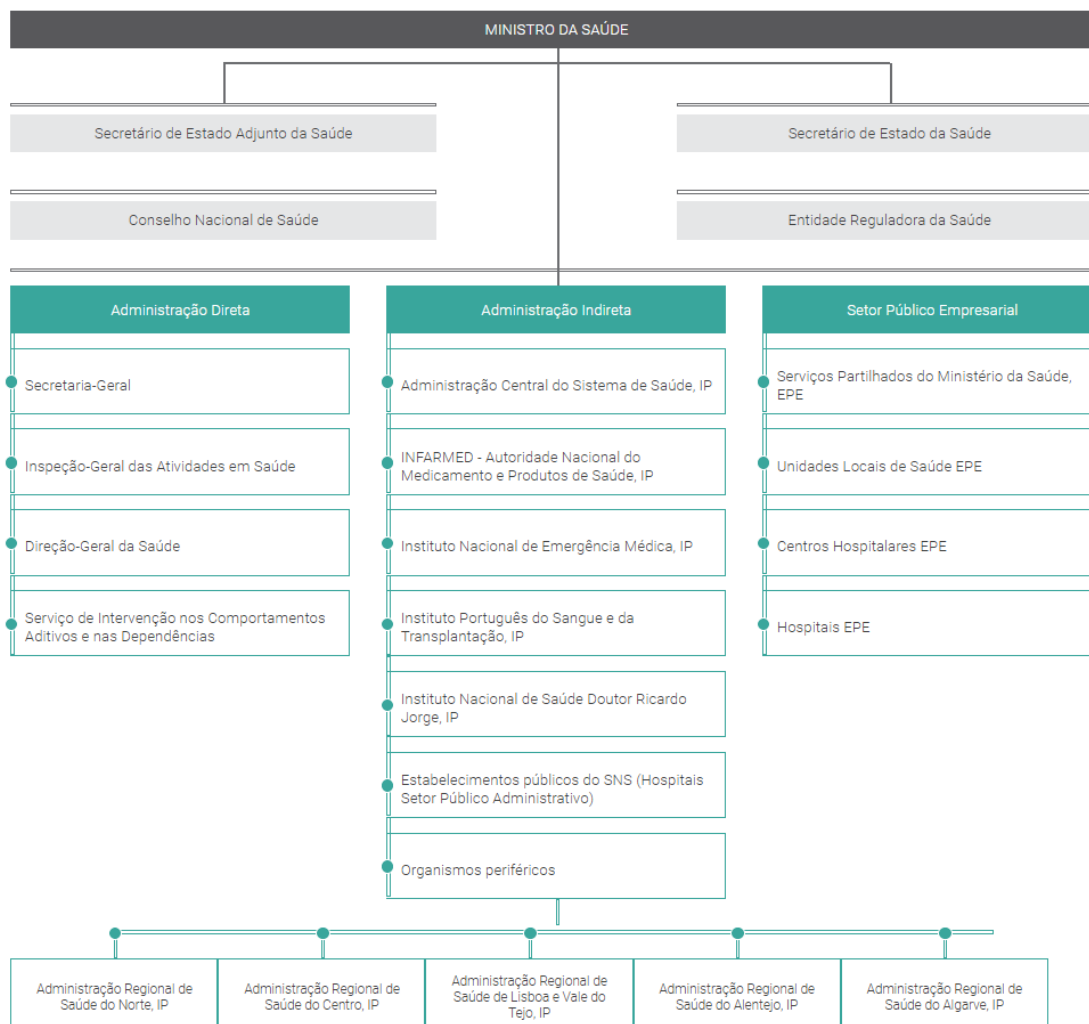 MINISTRO DA SAÚDE
Secretário de Estado Adjunto da Saúde
Secretário de Estado da Saúde
Conselho Nacional de Saúde
Entidade Reguladora da Saúde
Administração Direta
Secretaria-Geral
Inspeção-Geral das Atividades em Saúde
Direção-Geral da Saúde
Serviço de Intervenção nos Comportamentos
Aditivos e nas Dependências
Administração Indireta
Administração Central do Sistema de Saúde, IP
INFARMED - Autoridade Nacional do
Medicamento e Produtos de Saúde, IP
Instituto Nacional de Emergência Médica, IP
Instituto Português do Sangue e da
Transplantação, IP
Instituto Nacional de Saúde Doutor Ricardo
Jorge, IP
Estabelecimentos públicos do SNS (Hospitais
Setor Público Administrativo)
Organismos periféricos
Setor Público Empresarial
Serviços Partilhados do Ministério da Saúde,
EPE
Unidades Locais de Saúde EPE
Centros Hospitalares EPE
Hospitais EPE
Administração Regional de
Saúde do Norte, IP
Administração Regional de
Saúde do Centro, IP
Administração Regional de
Saúde de Lisboa e Vale do
Tejo, IP
Administração Regional de
Saúde do Alentejo, IP
Administração Regional de
Saúde do Algarve, IP